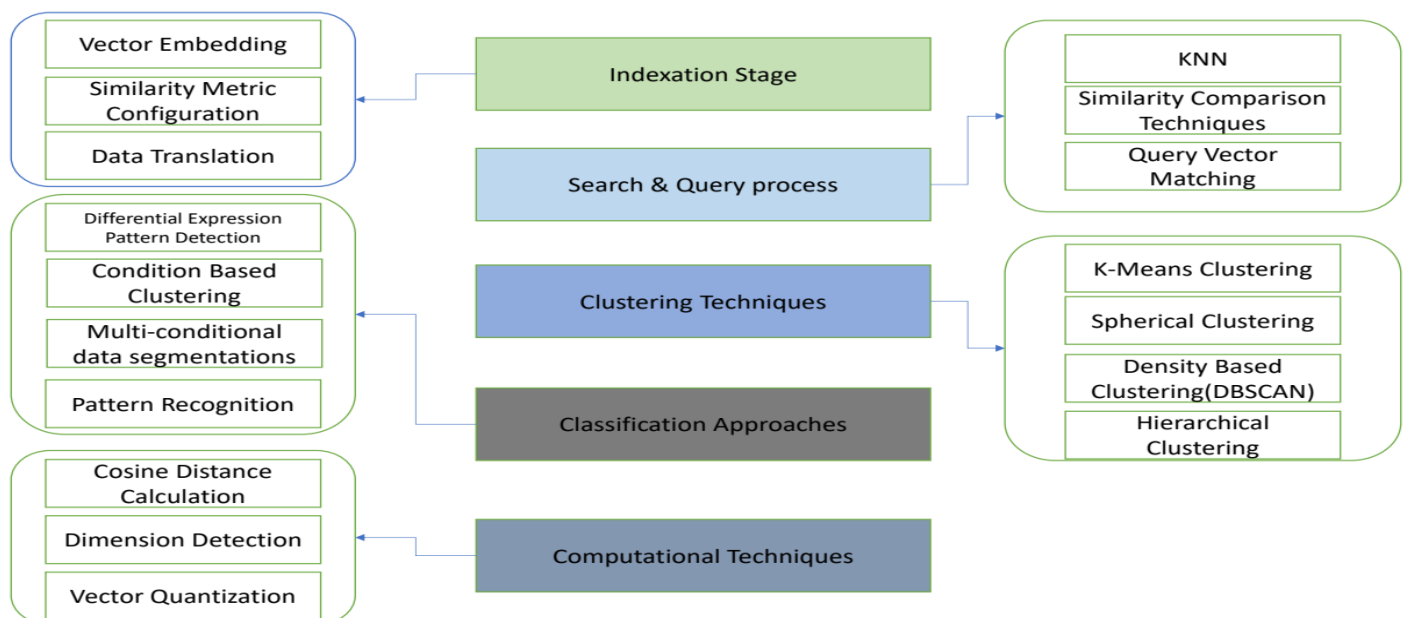 Vector Embedding
Similarity Metric
Configuration
Data Translation
Differential Expression
Pattern Detection
Condition Based
Clustering
Multi-conditional
data segmentations
Pattern Recognition
Cosine Distance
Calculation
Dimension Detection
Vector Quantization
Indexation Stage
Search & Query process
Clustering Techniques
Classification Approaches
Computational Techniques
KNN
Similarity Comparison
Techniques
Query Vector
Matching
K-Means Clustering
Spherical Clustering
Density Based
Clustering(DBSCAN)
Hierarchical
Clustering